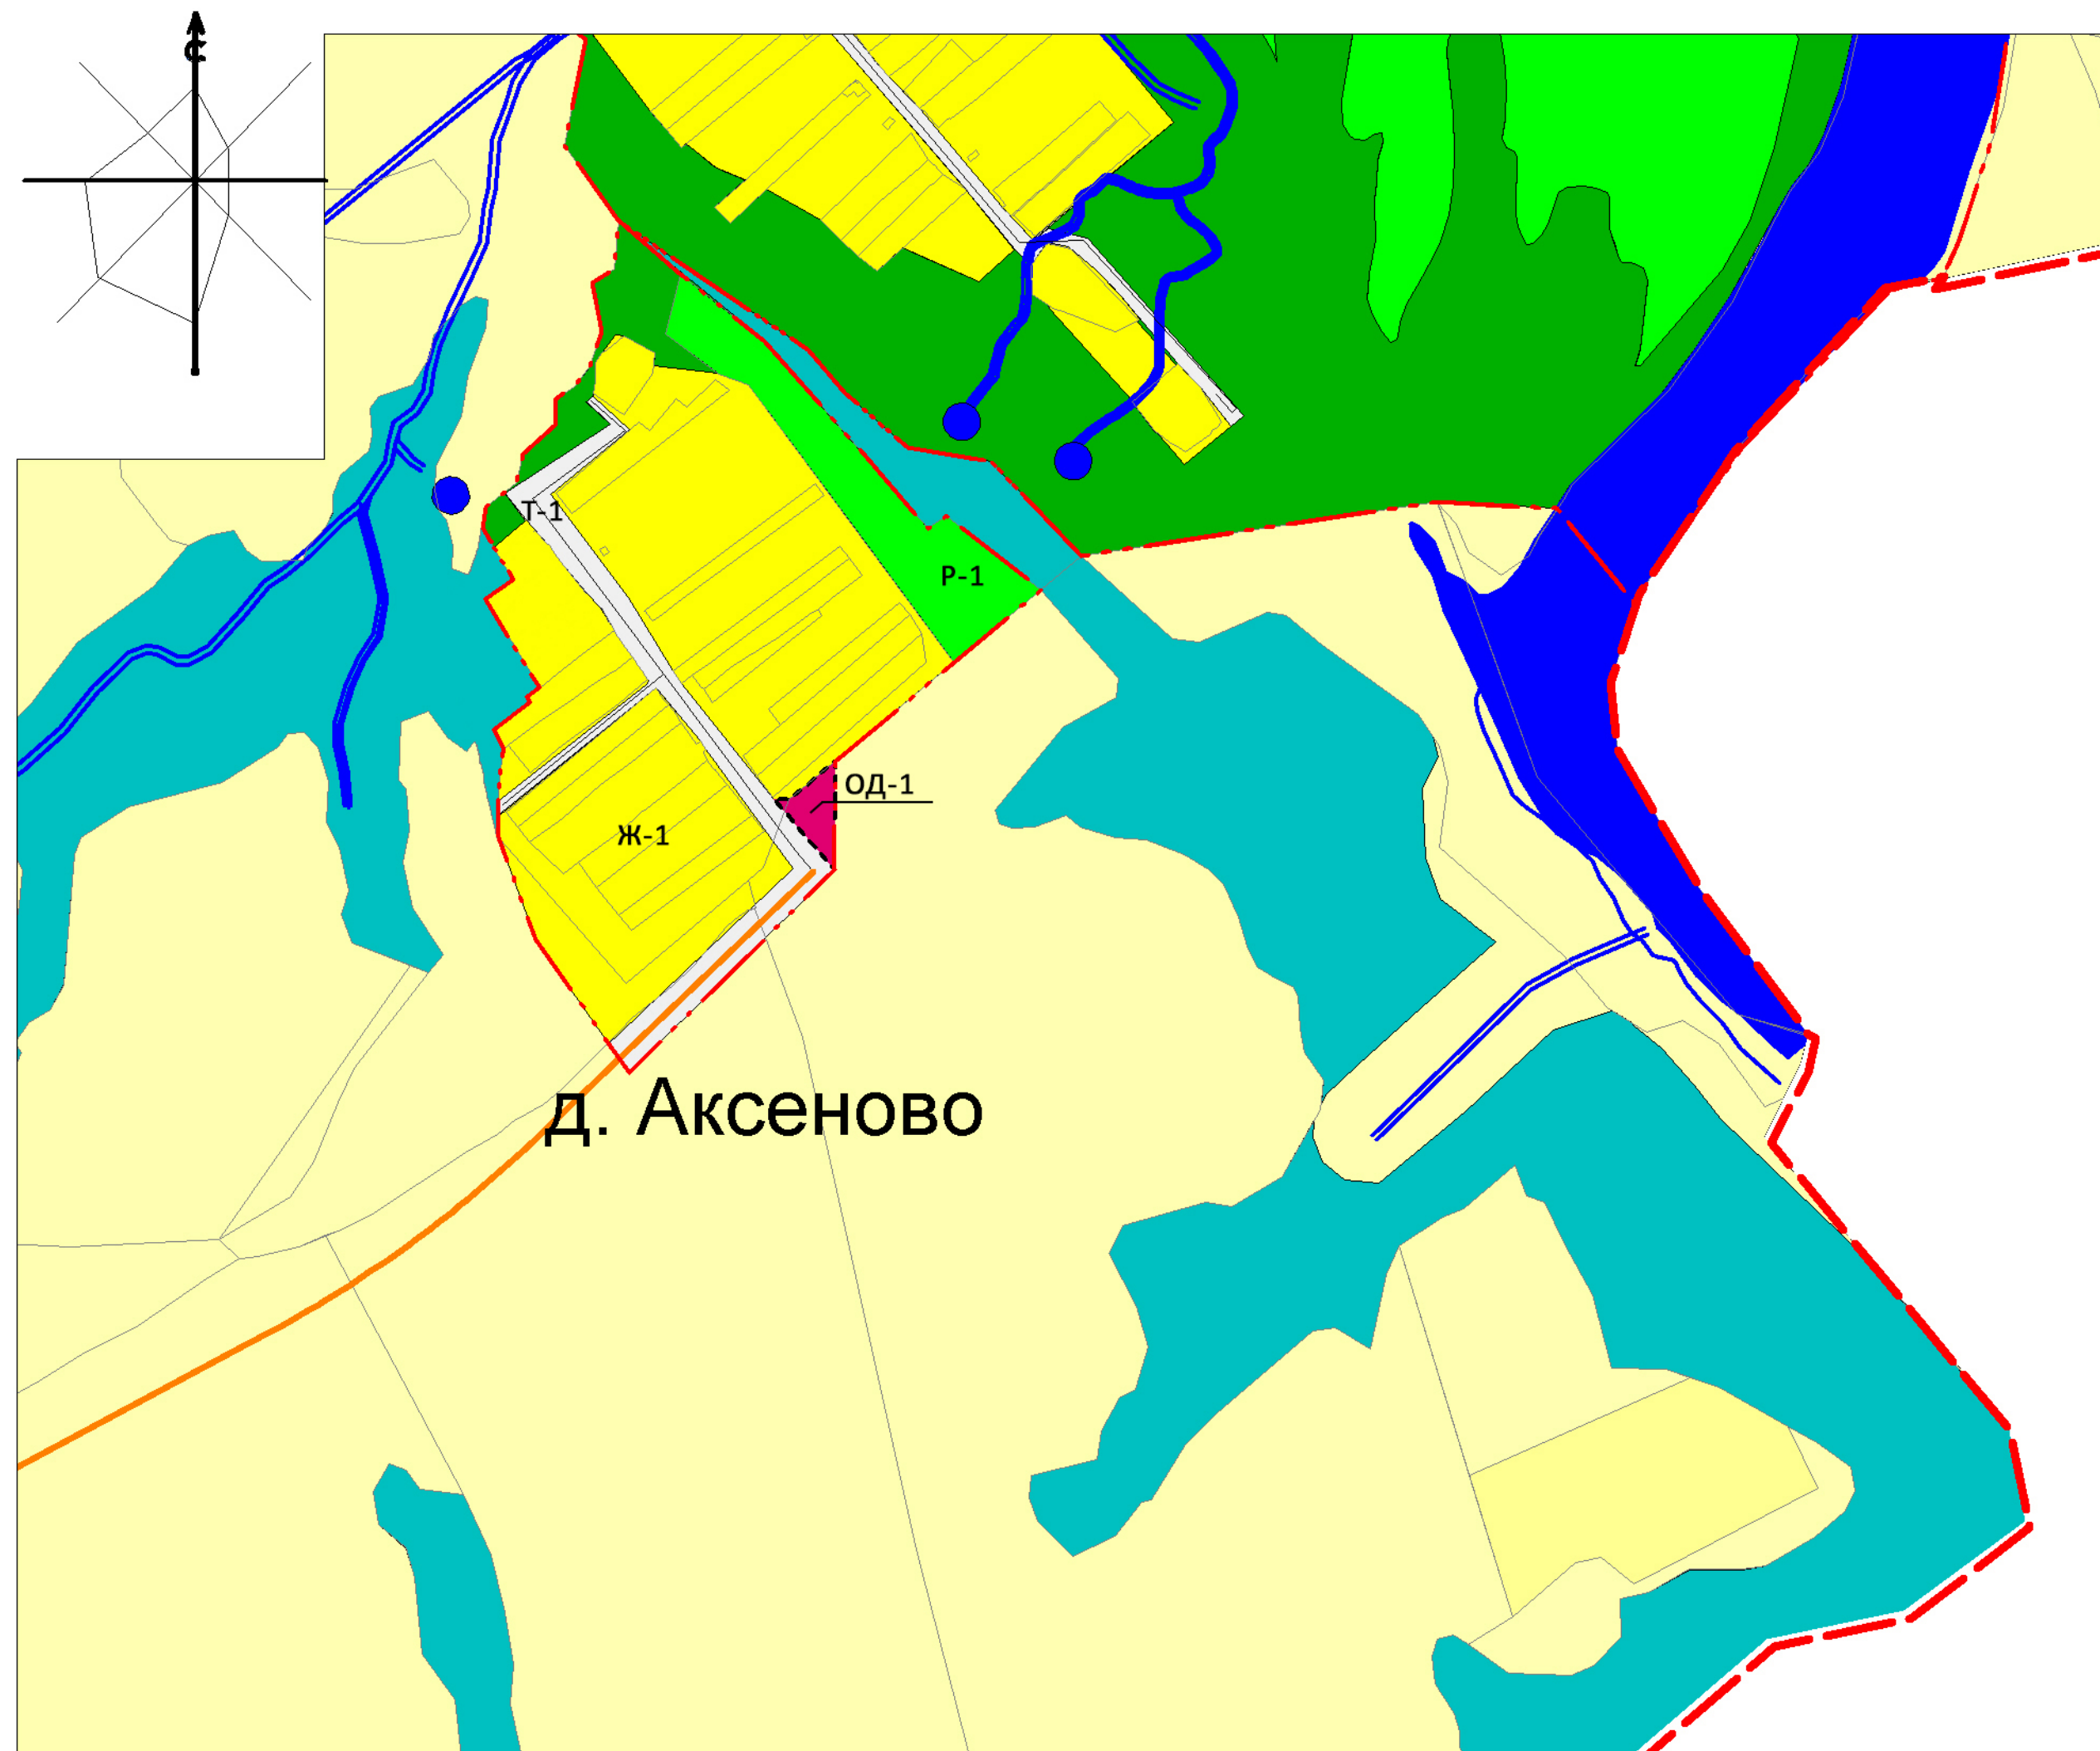 С
Т-1
Р-1
ОД-1
Ж-1
д. Аксеново